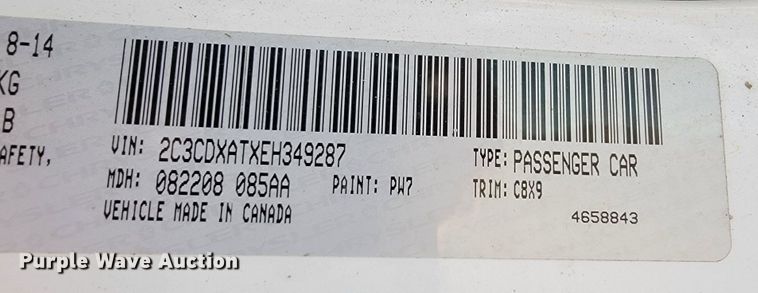 8-14
KG
B
AFETY,
VIN: 2C3CDXATXEH349287
TYPE: PASSENGER CAR
MDH: 082208 085AA
PAINT: PW7
TRIM: C8X9
VEHICLE MADE IN CANADA
4658843
Purple Wave Auction